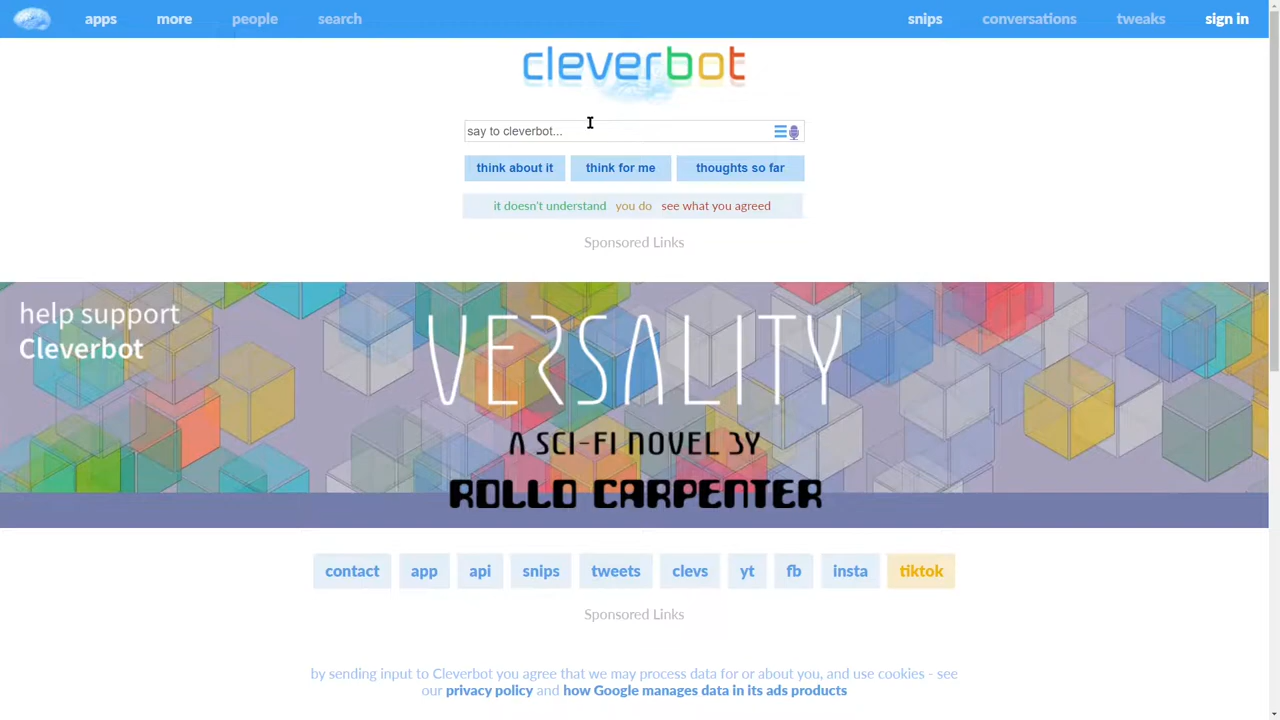 apps more people search snips conversations tweaks sign in
cleverbot
say to cleverbot...
think about it think for me thoughts so far
it doesn't understand you do see what you agreed
Sponsored Links
help support
Cleverbot
VERSALITY
A SCI-FI NOVEL BY
ROLLO CARPENTER
contact app api snips tweets clevs yt fb insta tiktok
Sponsored Links
by sending input to Cleverbot you agree that we may process data for or about you, and use cookies - see
our privacy policy and how Google manages data in its ads products